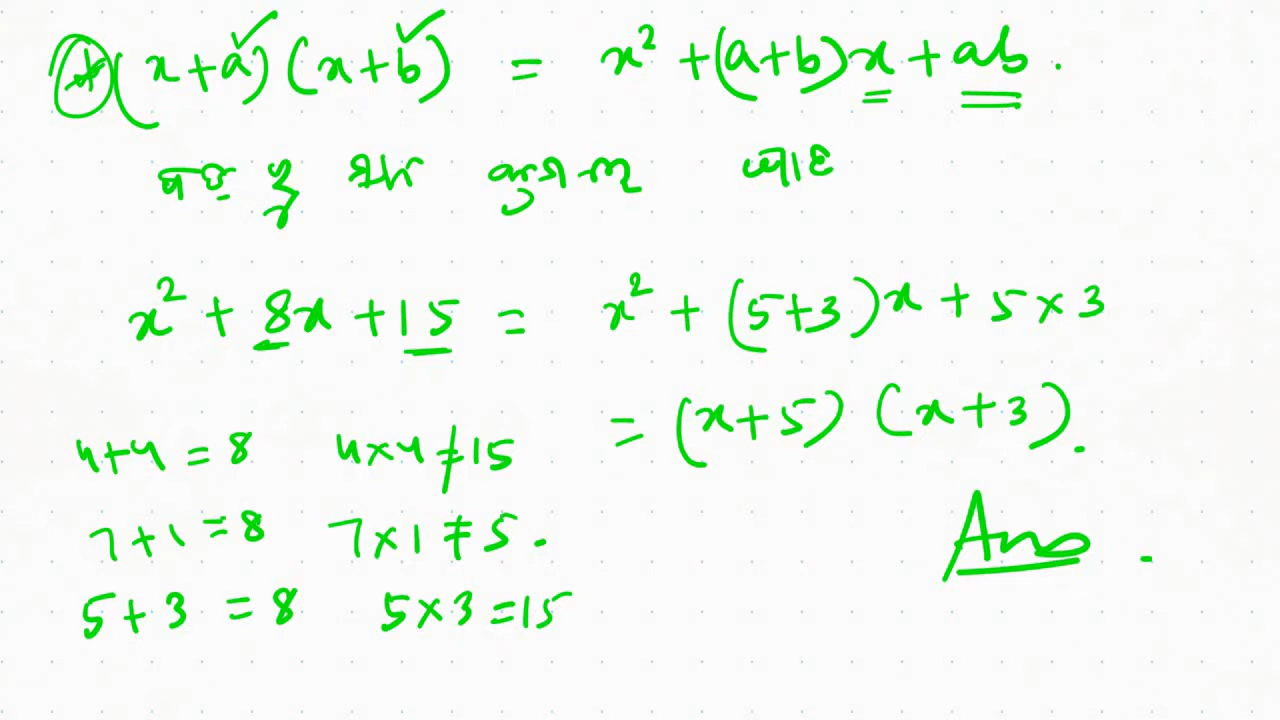 (x+a)(x+b) = x² + (a+b)x + ab.
x² + 8x + 15 = x² + (5+3)x + 5×3
= (x+5) (x+3).
4+4 = 8 4×4 ≠ 15
7+1 = 8 7×1 ≠ 5.
5+3 = 8 5×3 = 15
Ans.